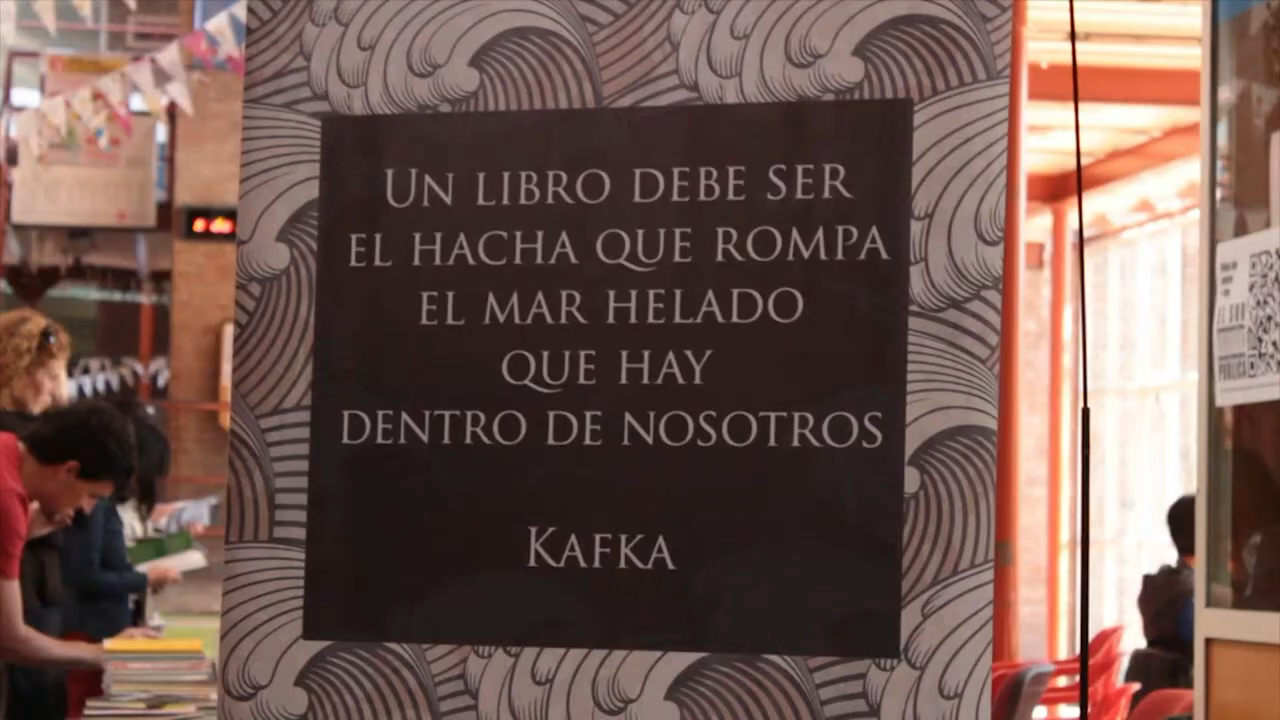 Un libro debe ser
el hacha que rompa
el mar helado
que hay
dentro de nosotros
Kafka